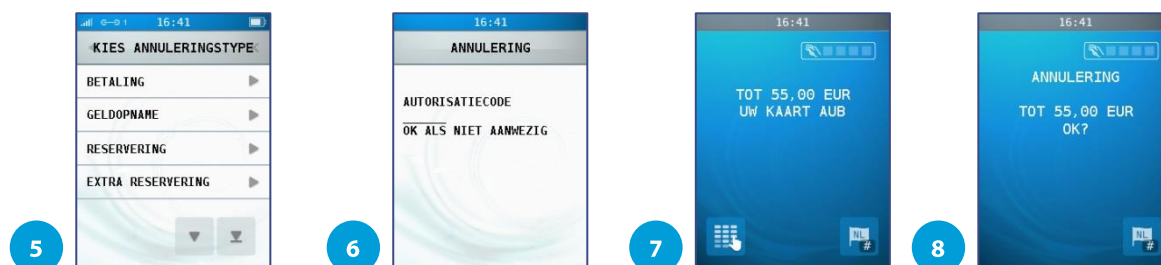 16:41
KIES ANNULERINGSTYPE
BETALING
GELDOPNAME
RESERVERING
EXTRA RESERVERING
5
16:41
ANNULERING
AUTORISATIECODE
OK ALS NIET AANWEZIG
6
16:41
TOT 55,00 EUR
UW KAART AUB
NL
#
7
16:41
ANNULERING
TOT 55,00 EUR
OK?
NL
#
8